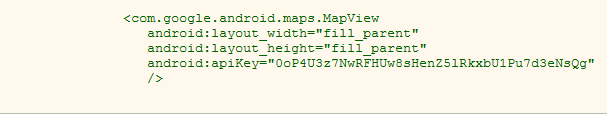 <com.google.android.maps.MapView
android:layout_width="fill_parent"
android:layout_height="fill_parent"
android:apiKey="0oP4U3z7NwRFHUw8sHenZ5lRkxbU1Pu7d3eNsQg"
/>